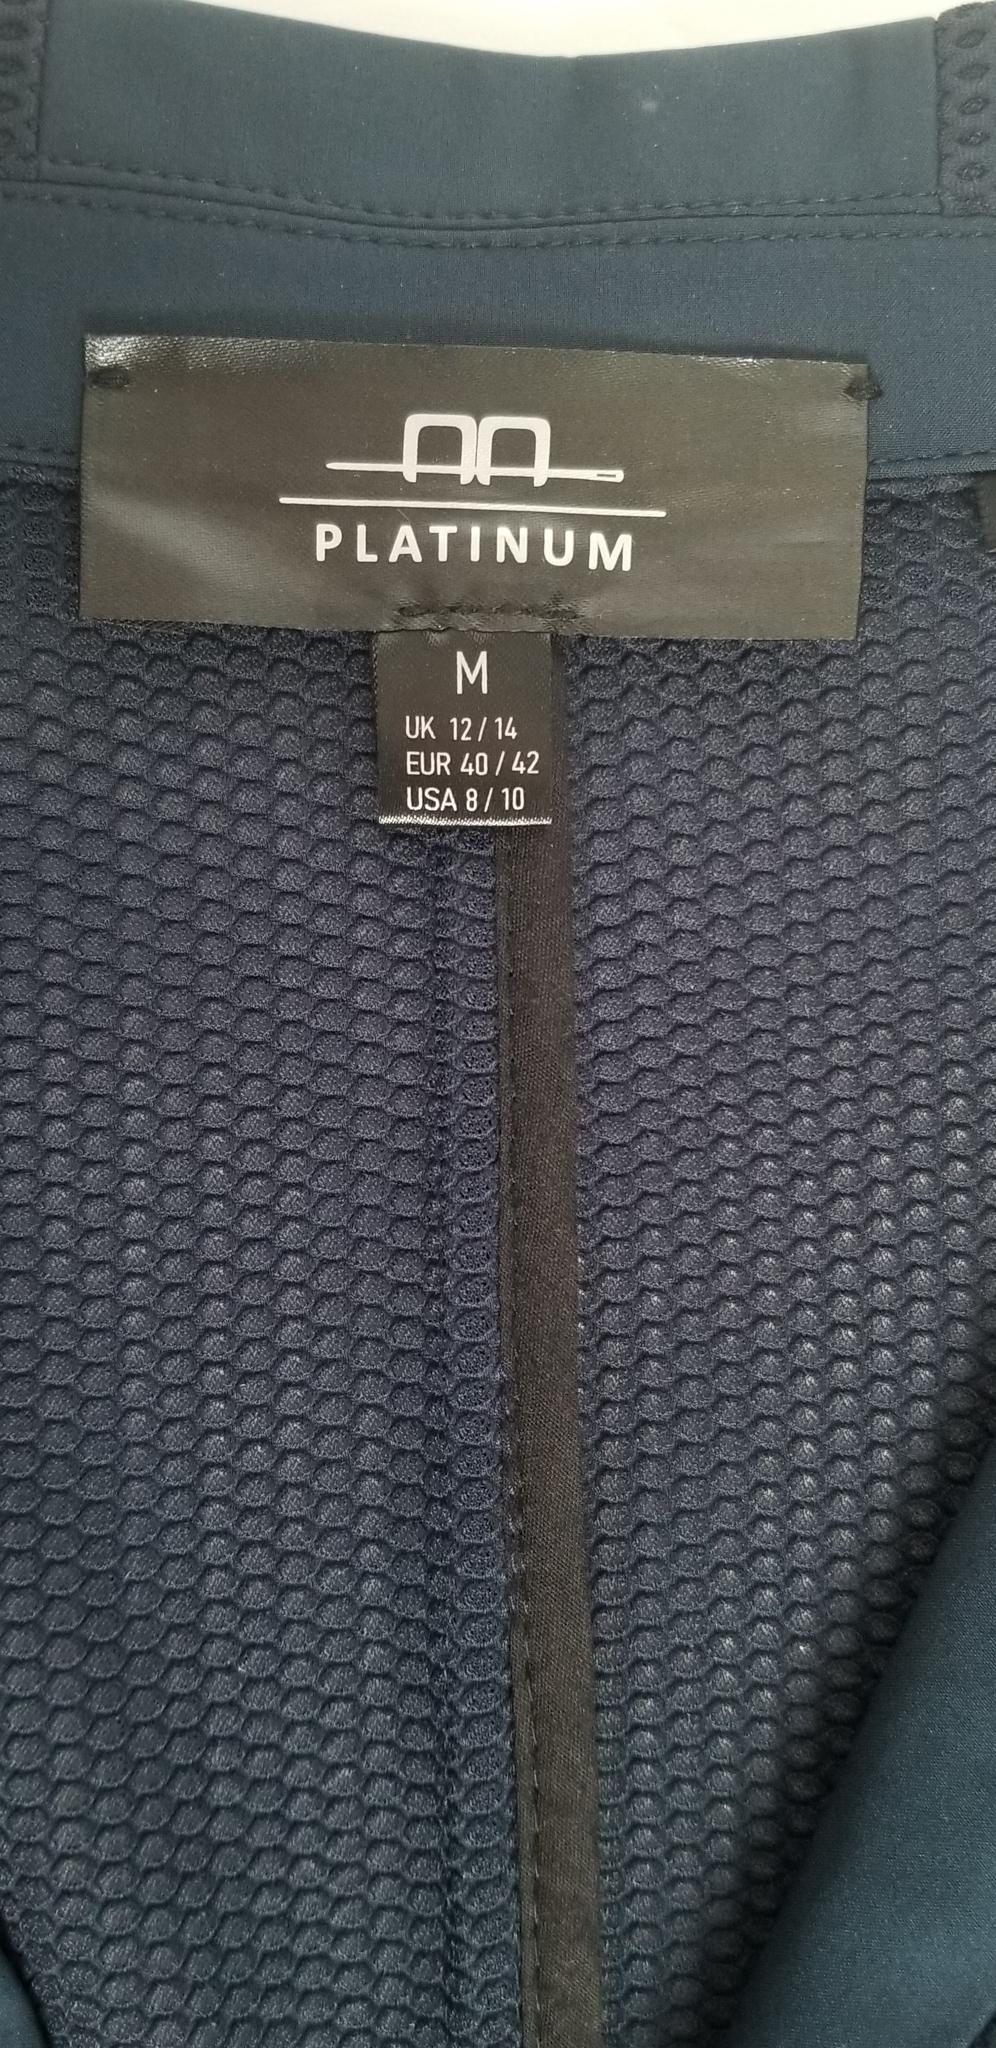 AA
PLATINUM
M
UK 12 / 14
EUR 40 / 42
USA 8 / 10